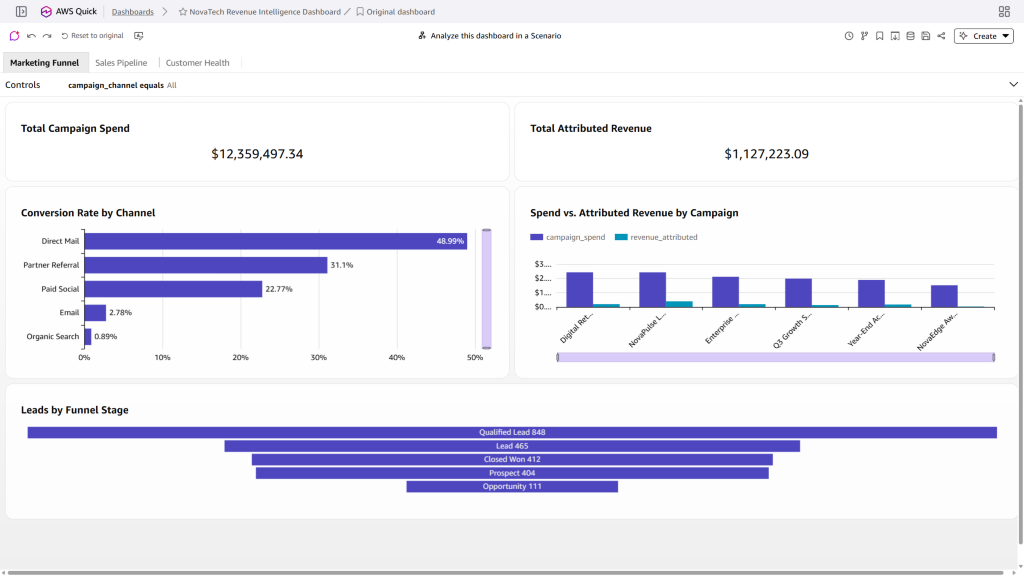 AWS Quick
Dashboards
NovaTech Revenue Intelligence Dashboard
Original dashboard
Reset to original
Analyze this dashboard in a Scenario
Create
Marketing Funnel
Sales Pipeline
Customer Health
Controls
campaign_channel equals All
Total Campaign Spend
$12,359,497.34
Total Attributed Revenue
$1,127,223.09
Conversion Rate by Channel
Direct Mail
48.99%
Partner Referral
31.1%
Paid Social
22.77%
Email
2.78%
Organic Search
0.89%
0%
10%
20%
30%
40%
50%
Spend vs. Attributed Revenue by Campaign
campaign_spend
revenue_attributed
$3....
$2....
$1....
$0....
Digital Ret...
NovaPulse L...
Enterprise ...
Q3 Growth S...
Year-End Ac...
NovaEdge Aw...
Leads by Funnel Stage
Qualified Lead 848
Lead 465
Closed Won 412
Prospect 404
Opportunity 111